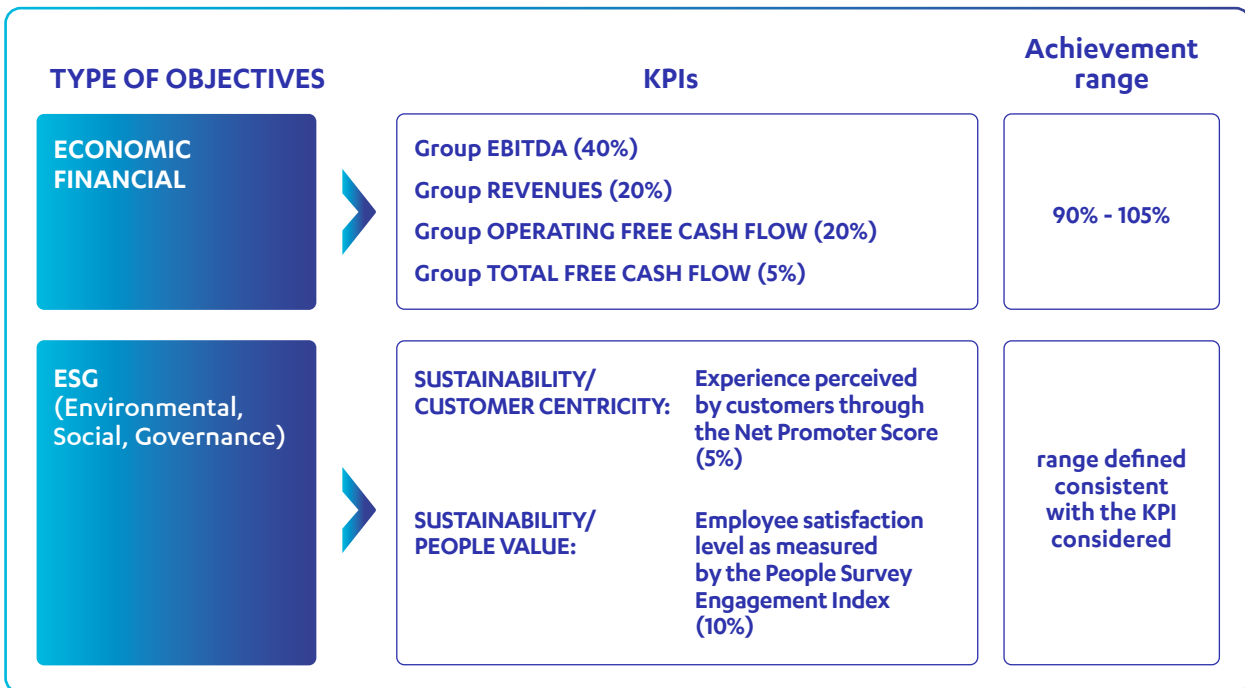 TYPE OF OBJECTIVES
KPIs
Achievement
range
ECONOMIC
FINANCIAL
Group EBITDA (40%)
Group REVENUES (20%)
Group OPERATING FREE CASH FLOW (20%)
Group TOTAL FREE CASH FLOW (5%)
90% - 105%
ESG
(Environmental,
Social, Governance)
SUSTAINABILITY/
CUSTOMER CENTRICITY:
Experience perceived
by customers through
the Net Promoter Score
(5%)
SUSTAINABILITY/
PEOPLE VALUE:
Employee satisfaction
level as measured
by the People Survey
Engagement Index
(10%)
range defined
consistent
with the KPI
considered